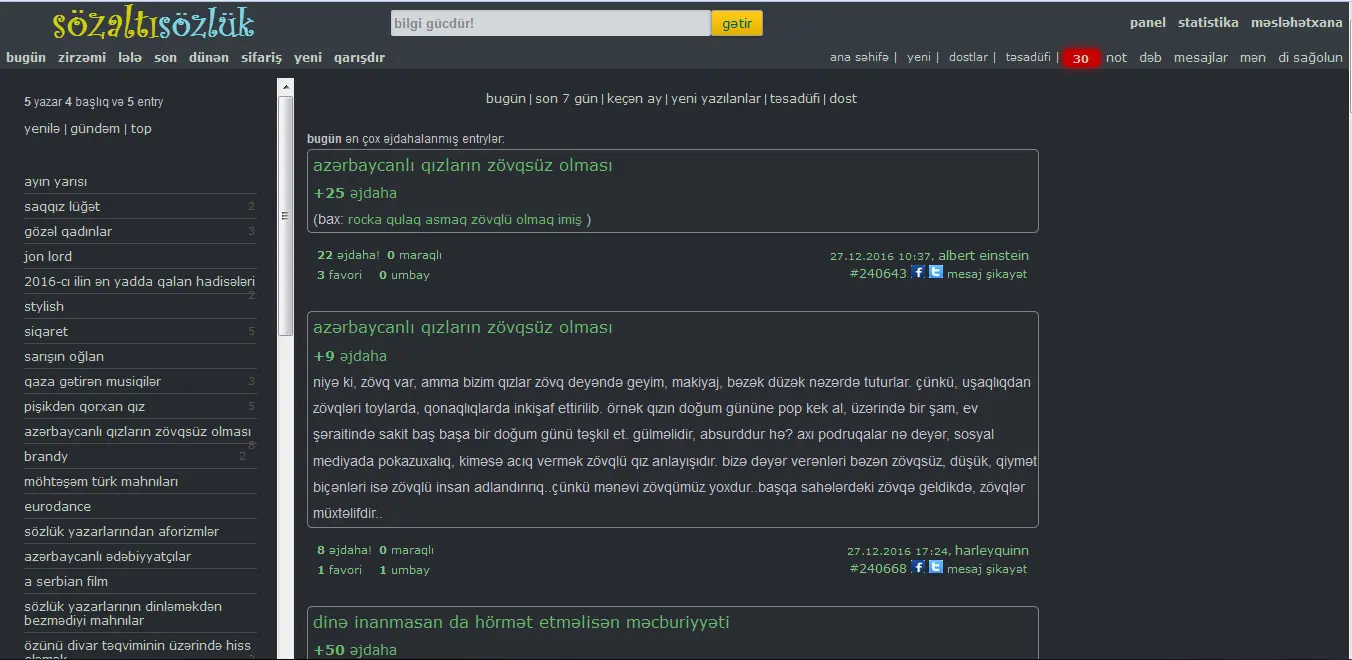 sözaltısözlük
bilgi gücdür!
gətir
panel statistika məsləhətxana
bugün zirzəmi lələ son dünən sifariş yeni qarışdır
ana səhifə | yeni | dostlar | təsadüfi | 30 not dəb mesajlar mən di sağolun
5 yazar 4 başlıq və 5 entry
yenilə | gündəm | top
ayın yarısı
saqqız lüğət 2
gözəl qadınlar 3
jon lord
2016-cı ilin ən yadda qalan hadisələri
2
stylish
siqaret 5
sarışın oğlan
qaza gətirən musiqilər 3
pişikdən qorxan qız 5
azərbaycanlı qızların zövqsüz olması
8
brandy 2
möhtəşəm türk mahnıları
eurodance
sözlük yazarlarından aforizmlər
azərbaycanlı ədəbiyyatçılar
a serbian film
sözlük yazarlarının dinləməkdən
bezmədiyi mahnılar
özünü divar təqviminin üzərində hiss
bugün | son 7 gün | keçən ay | yeni yazılanlar | təsadüfi | dost
bugün ən çox əjdahalanmış entrylər:
azərbaycanlı qızların zövqsüz olması
+25 əjdaha
(bax: rocka qulaq asmaq zövqlü olmaq imiş )
22 əjdaha! 0 maraqlı
3 favori 0 umbay
27.12.2016 10:37, albert einstein
#240643 f t mesaj şikayət
azərbaycanlı qızların zövqsüz olması
+9 əjdaha
niyə ki, zövq var, amma bizim qızlar zövq deyəndə geyim, makiyaj, bəzək düzək nəzərdə tuturlar. çünkü, uşaqlıqdan
zövqləri toylarda, qonaqlıqlarda inkişaf ettirilib. örnək qızın doğum gününe pop kek al, üzərində bir şam, ev
şəraitində sakit baş başa bir doğum günü təşkil et. gülməlidir, absurddur hə? axı podruqalar nə deyər, sosyal
mediyada pokazuxalıq, kiməsə acıq vermək zövqlü qız anlayışıdır. bizə dəyər verənləri bəzən zövqsüz, düşük, qiymət
biçenləri isə zövqlü insan adlandırırıq..çünkü mənəvi zövqümüz yoxdur..başqa sahələrdəki zövqə geldikdə, zövqlər
müxtəlifdir..
8 əjdaha! 0 maraqlı
1 favori 1 umbay
27.12.2016 17:24, harleyquinn
#240668 f t mesaj şikayət
dinə inanmasan da hörmət etməlisən məcburiyyəti
+50 əjdaha